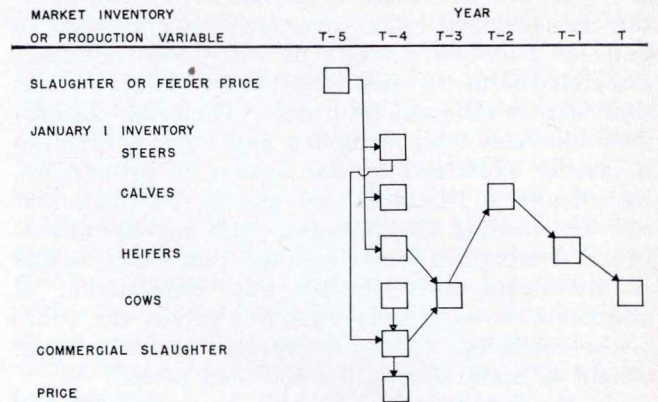 MARKET INVENTORY YEAR
OR PRODUCTION VARIABLE T-5 T-4 T-3 T-2 T-1 T
SLAUGHTER OR FEEDER PRICE
JANUARY 1 INVENTORY
STEERS
CALVES
HEIFERS
COWS
COMMERCIAL SLAUGHTER
PRICE